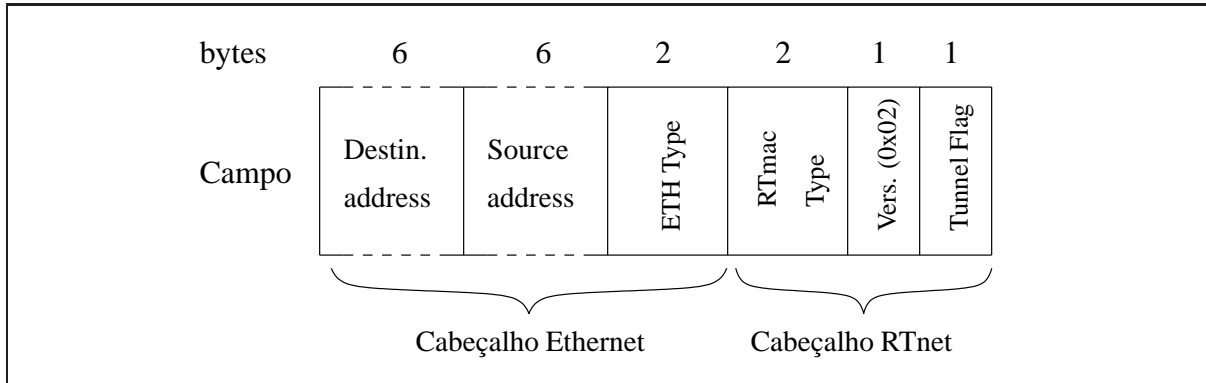 bytes 6 6 2 2 1 1
Campo
Destin.
address
Source
address
ETH Type
RTmac
Type
Vers. (0x02)
Tunnel Flag
Cabeçalho Ethernet Cabeçalho RTnet